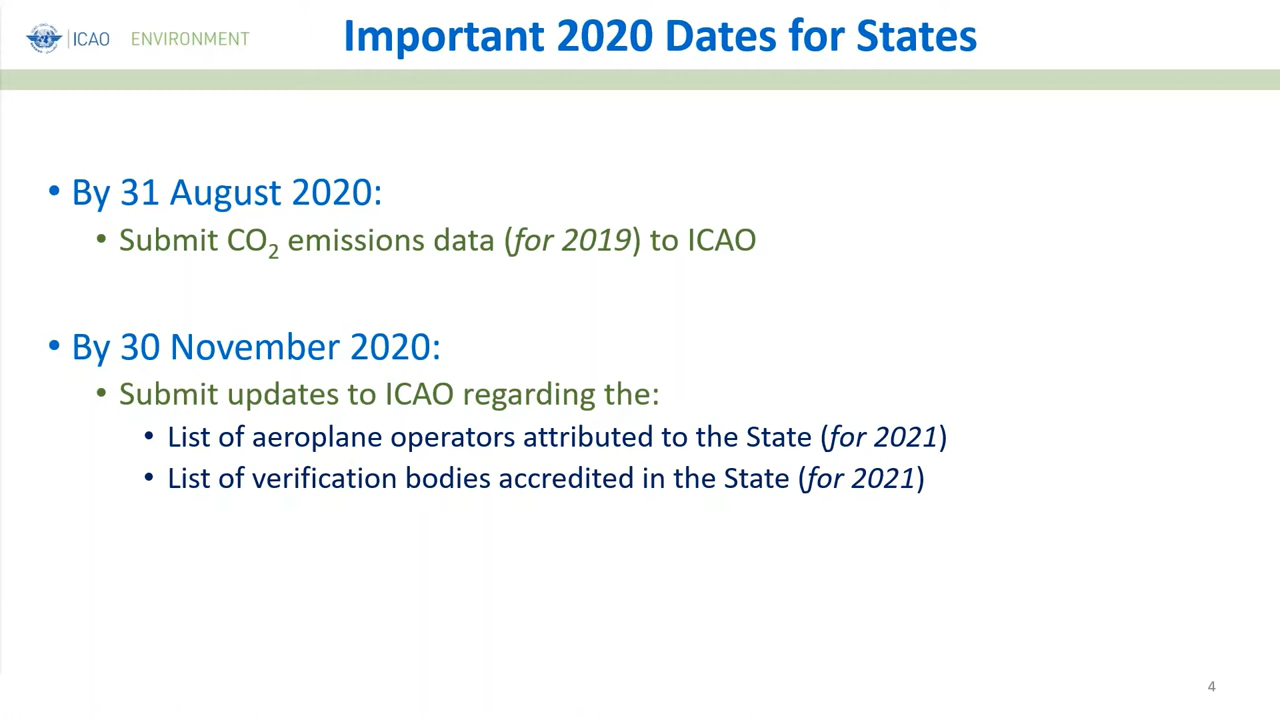 ICAO ENVIRONMENT
Important 2020 Dates for States
• By 31 August 2020:
• Submit CO₂ emissions data (for 2019) to ICAO
• By 30 November 2020:
• Submit updates to ICAO regarding the:
• List of aeroplane operators attributed to the State (for 2021)
• List of verification bodies accredited in the State (for 2021)
4